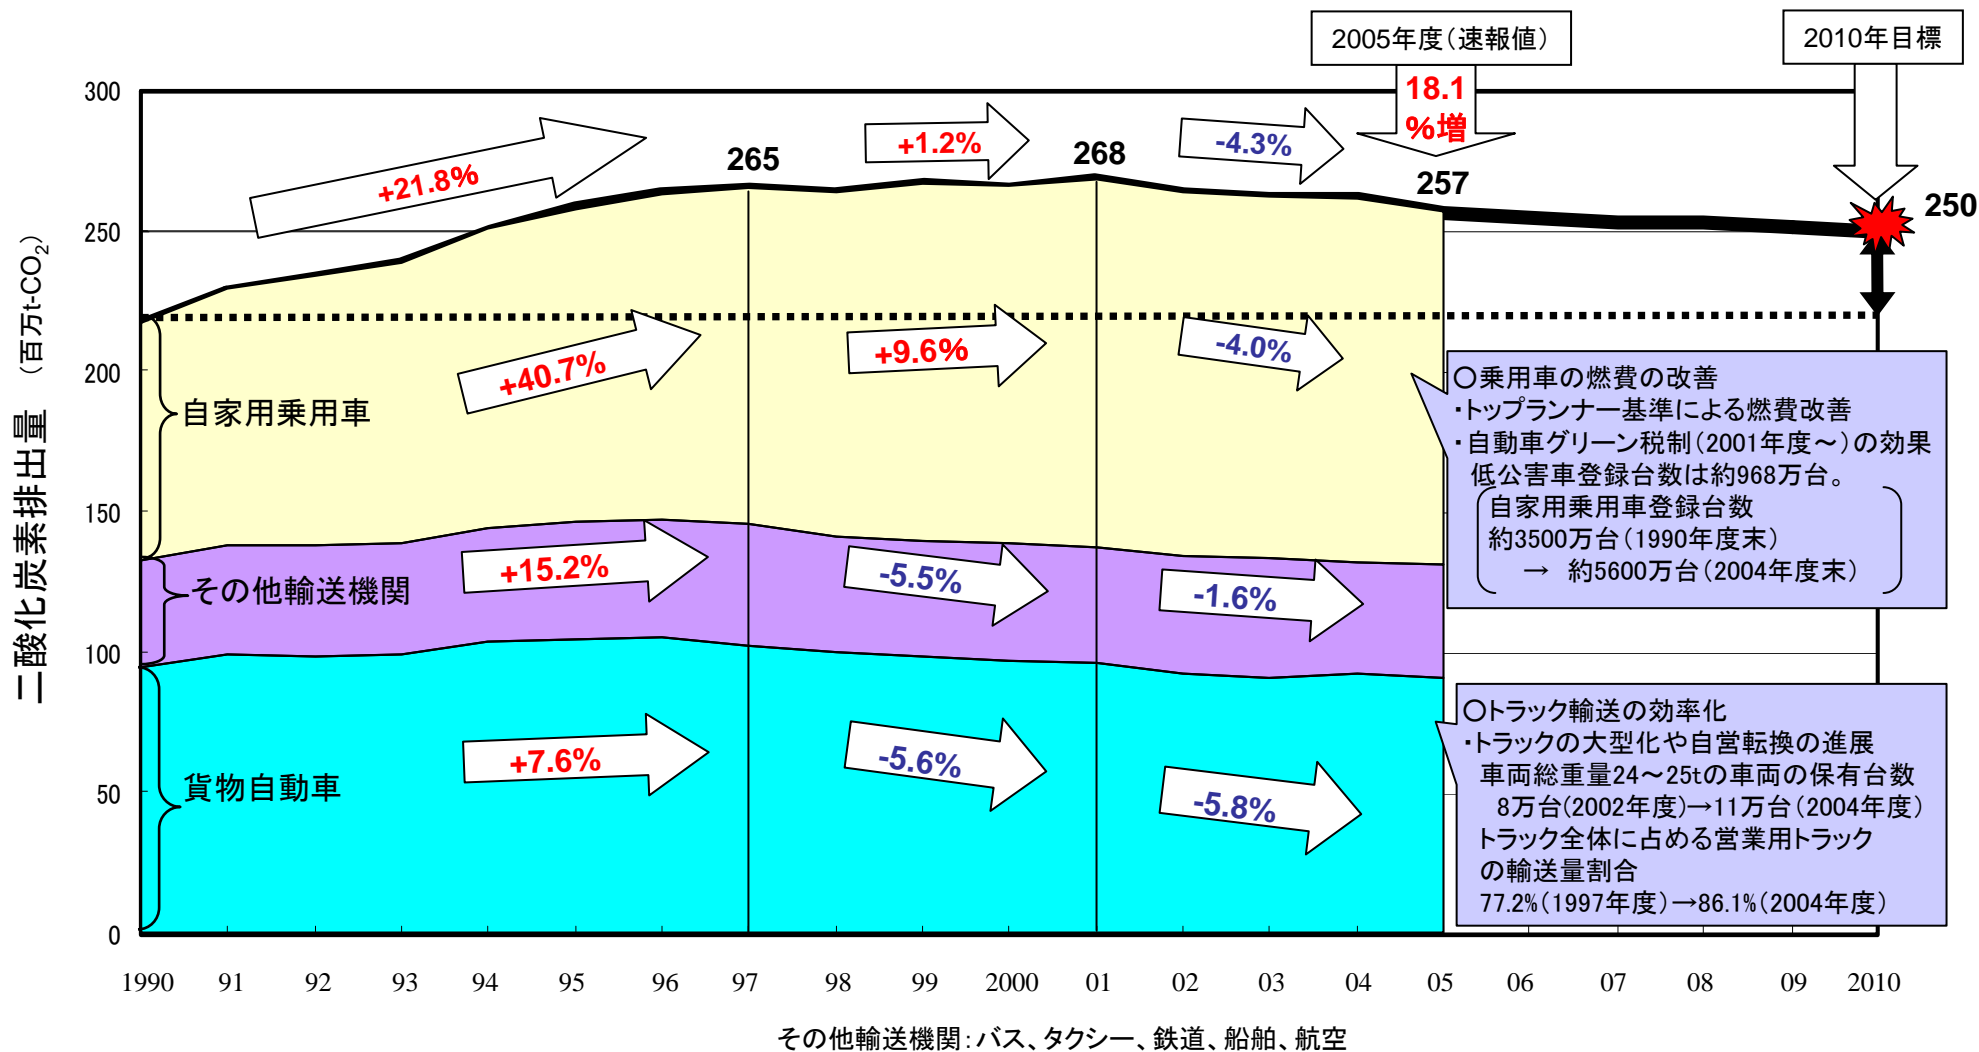 2005年度（速報値）
2010年目標
18.1
%増
300
250
200
150
100
50
0
二酸化炭素排出量 （百万t-CO₂）
+21.8%
265
+1.2%
268
-4.3%
257
250
+40.7%
+9.6%
-4.0%
自家用乗用車
+15.2%
-5.5%
-1.6%
その他輸送機関
+7.6%
-5.6%
-5.8%
貨物自動車
○乗用車の燃費の改善
・トップランナー基準による燃費改善
・自動車グリーン税制（2001年度～）の効果
低公害車登録台数は約968万台。
自家用乗用車登録台数
約3500万台（1990年度末）
→ 約5600万台（2004年度末）
○トラック輸送の効率化
・トラックの大型化や自営転換の進展
車両総重量24～25tの車両の保有台数
8万台(2002年度)→11万台（2004年度）
トラック全体に占める営業用トラック
の輸送量割合
77.2%（1997年度）→86.1%（2004年度）
1990 91 92 93 94 95 96 97 98 99 2000 01 02 03 04 05 06 07 08 09 2010
その他輸送機関：バス、タクシー、鉄道、船舶、航空